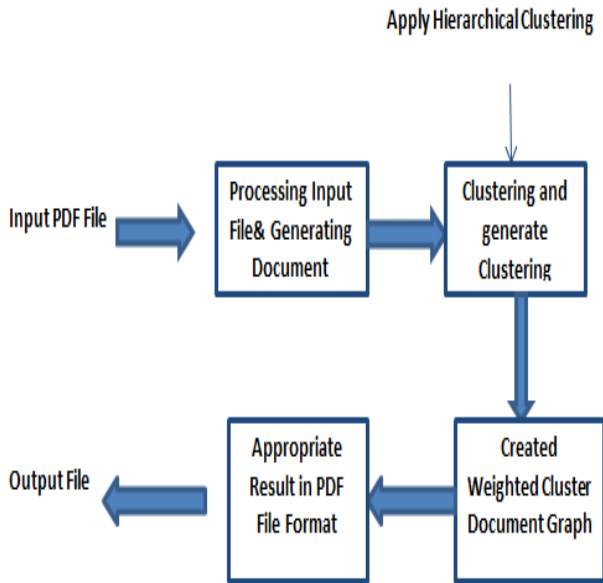 Apply Hierarchical Clustering
Input PDF File
Processing Input
File& Generating
Document
Clustering and
generate
Clustering
Created
Weighted Cluster
Document Graph
Appropriate
Result in PDF
File Format
Output File